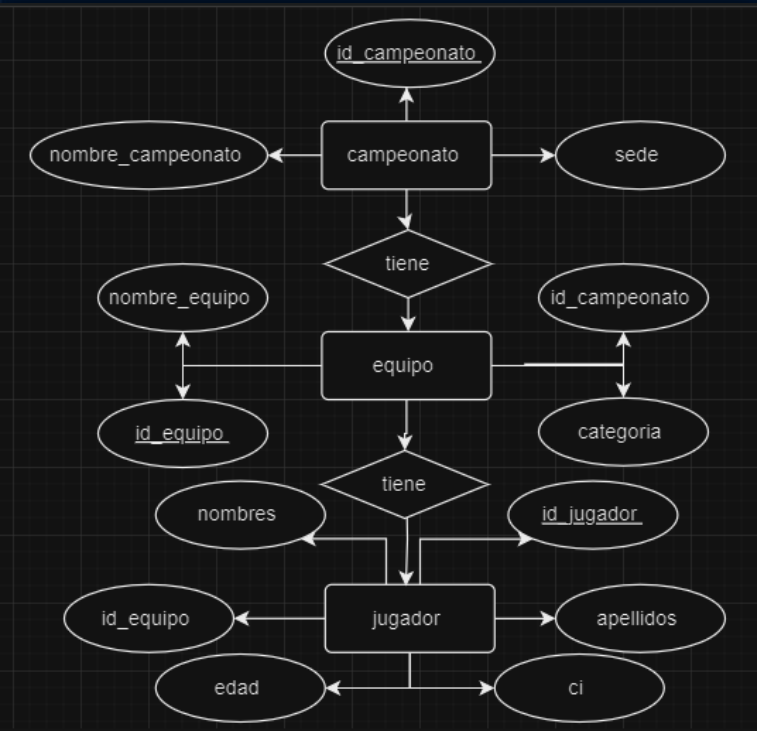 id_campeonato
nombre_campeonato
campeonato
sede
tiene
nombre_equipo
id_campeonato
equipo
id_equipo
categoria
tiene
nombres
id_jugador
id_equipo
jugador
apellidos
edad
ci